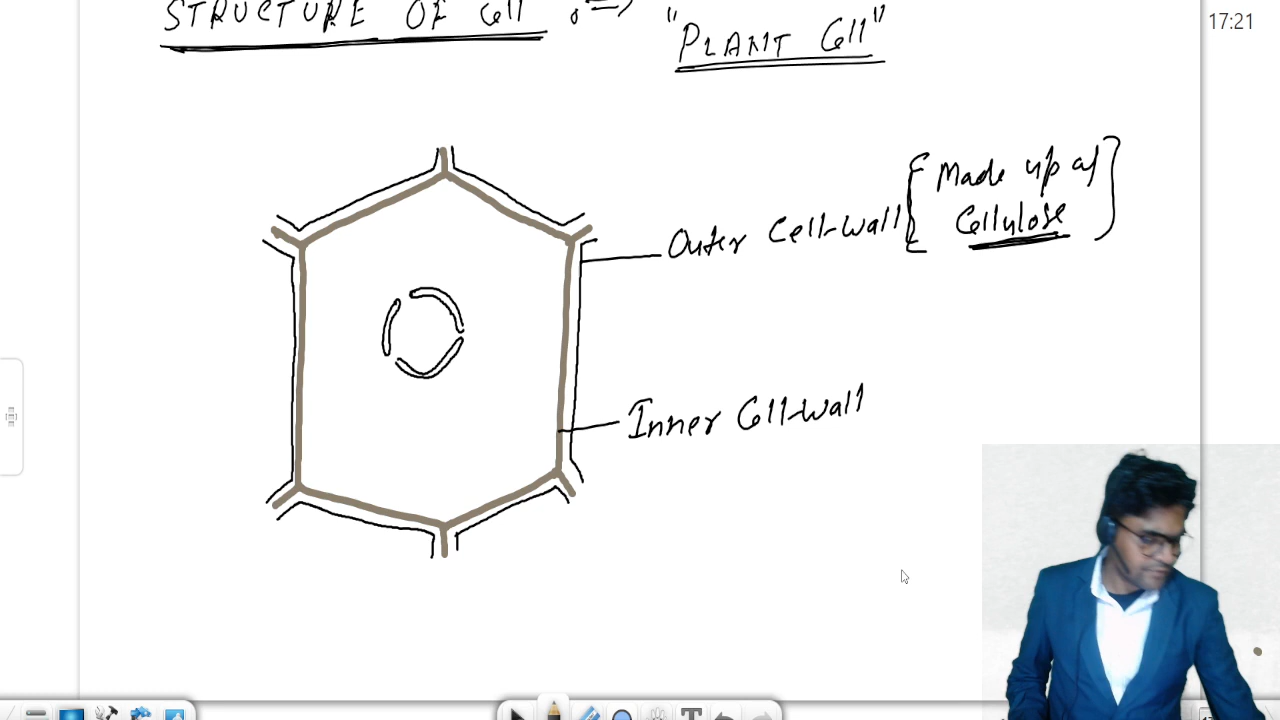 STRUCTURE OF Cell :=>
"PLANT Cell"
17:21
Outer Cell-wall [Made up of
Cellulose]
Inner Cell-wall
T